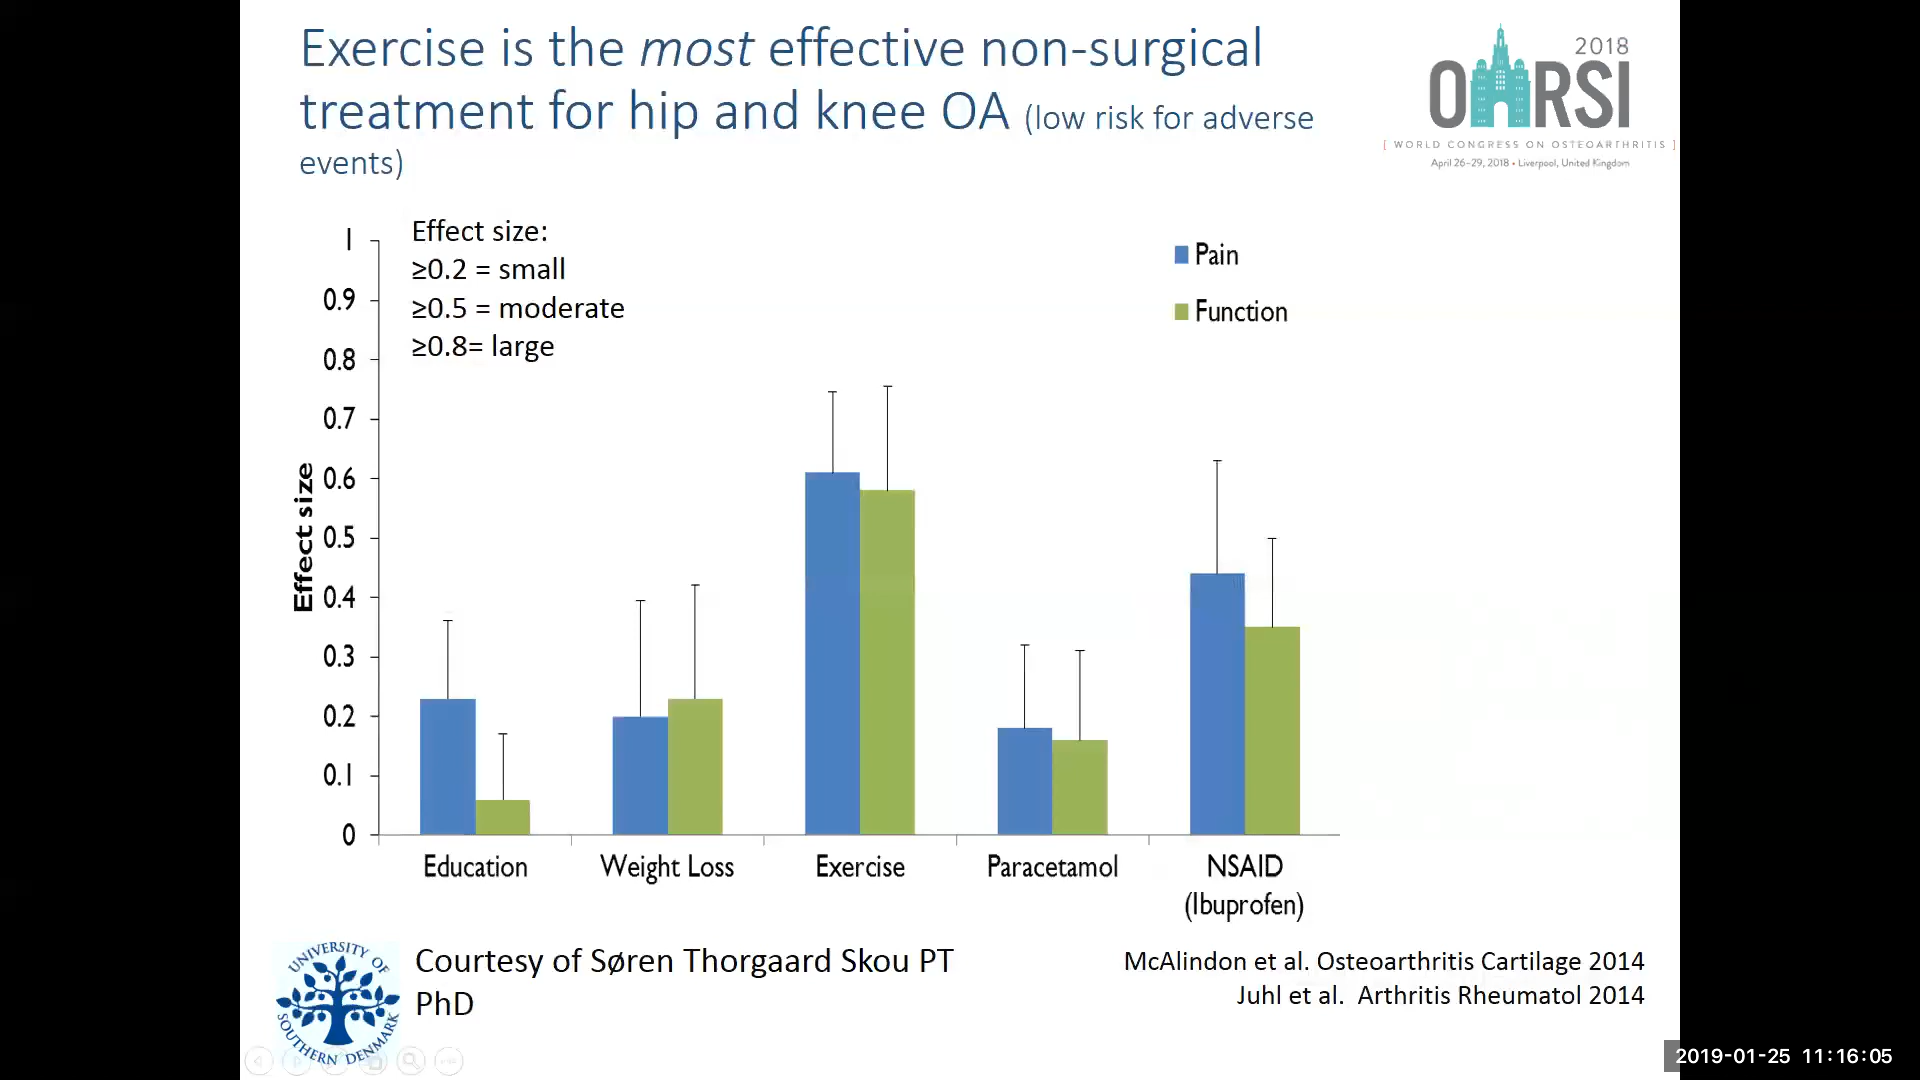 Exercise is the most effective non-surgical
treatment for hip and knee OA (low risk for adverse
events)
2018
OARSI
[ WORLD CONGRESS ON OSTEOARTHRITIS ]
April 26-29, 2018 • Liverpool, United Kingdom
Effect size:
≥0.2 = small
≥0.5 = moderate
≥0.8= large
Pain
Function
Effect size
1
0.9
0.8
0.7
0.6
0.5
0.4
0.3
0.2
0.1
0
Education
Weight Loss
Exercise
Paracetamol
NSAID
(Ibuprofen)
UNIVERSITY OF
SOUTHERN DENMARK
Courtesy of Søren Thorgaard Skou PT
PhD
McAlindon et al. Osteoarthritis Cartilage 2014
Juhl et al. Arthritis Rheumatol 2014
2019-01-25 11:16:05